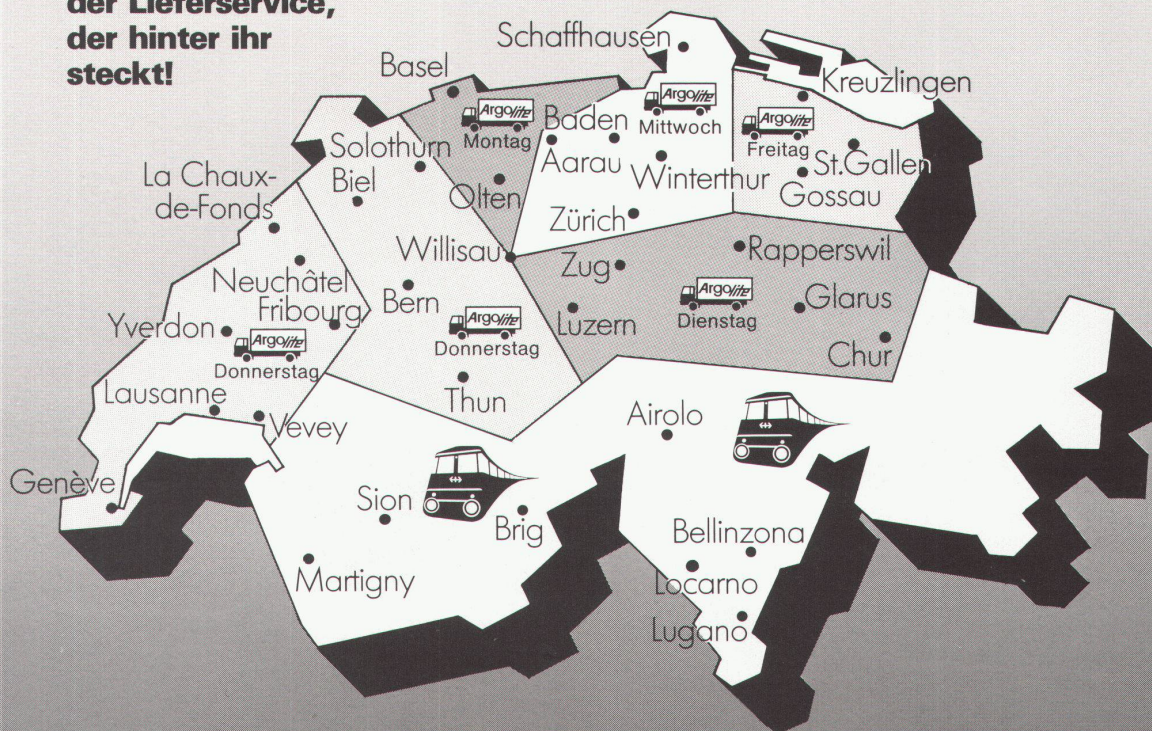 der Lieferservice,
der hinter ihr
steckt!
Schaffhausen
Basel
Kreuzlingen
Argolite
Montag
Argolite
Mittwoch
Argolite
Freitag
Baden
Aarau
Solothurn
Biel
Olten
Winterthur
St.Gallen
Gossau
La Chaux-
de-Fonds
Zürich
Willisau
Rapperswil
Zug
Neuchâtel
Fribourg
Bern
Argolite
Dienstag
Glarus
Luzern
Yverdon
Argolite
Donnerstag
Argolite
Donnerstag
Chur
Lausanne
Thun
Vevey
Airolo
Genève
Sion
Brig
Bellinzona
Martigny
Locarno
Lugano